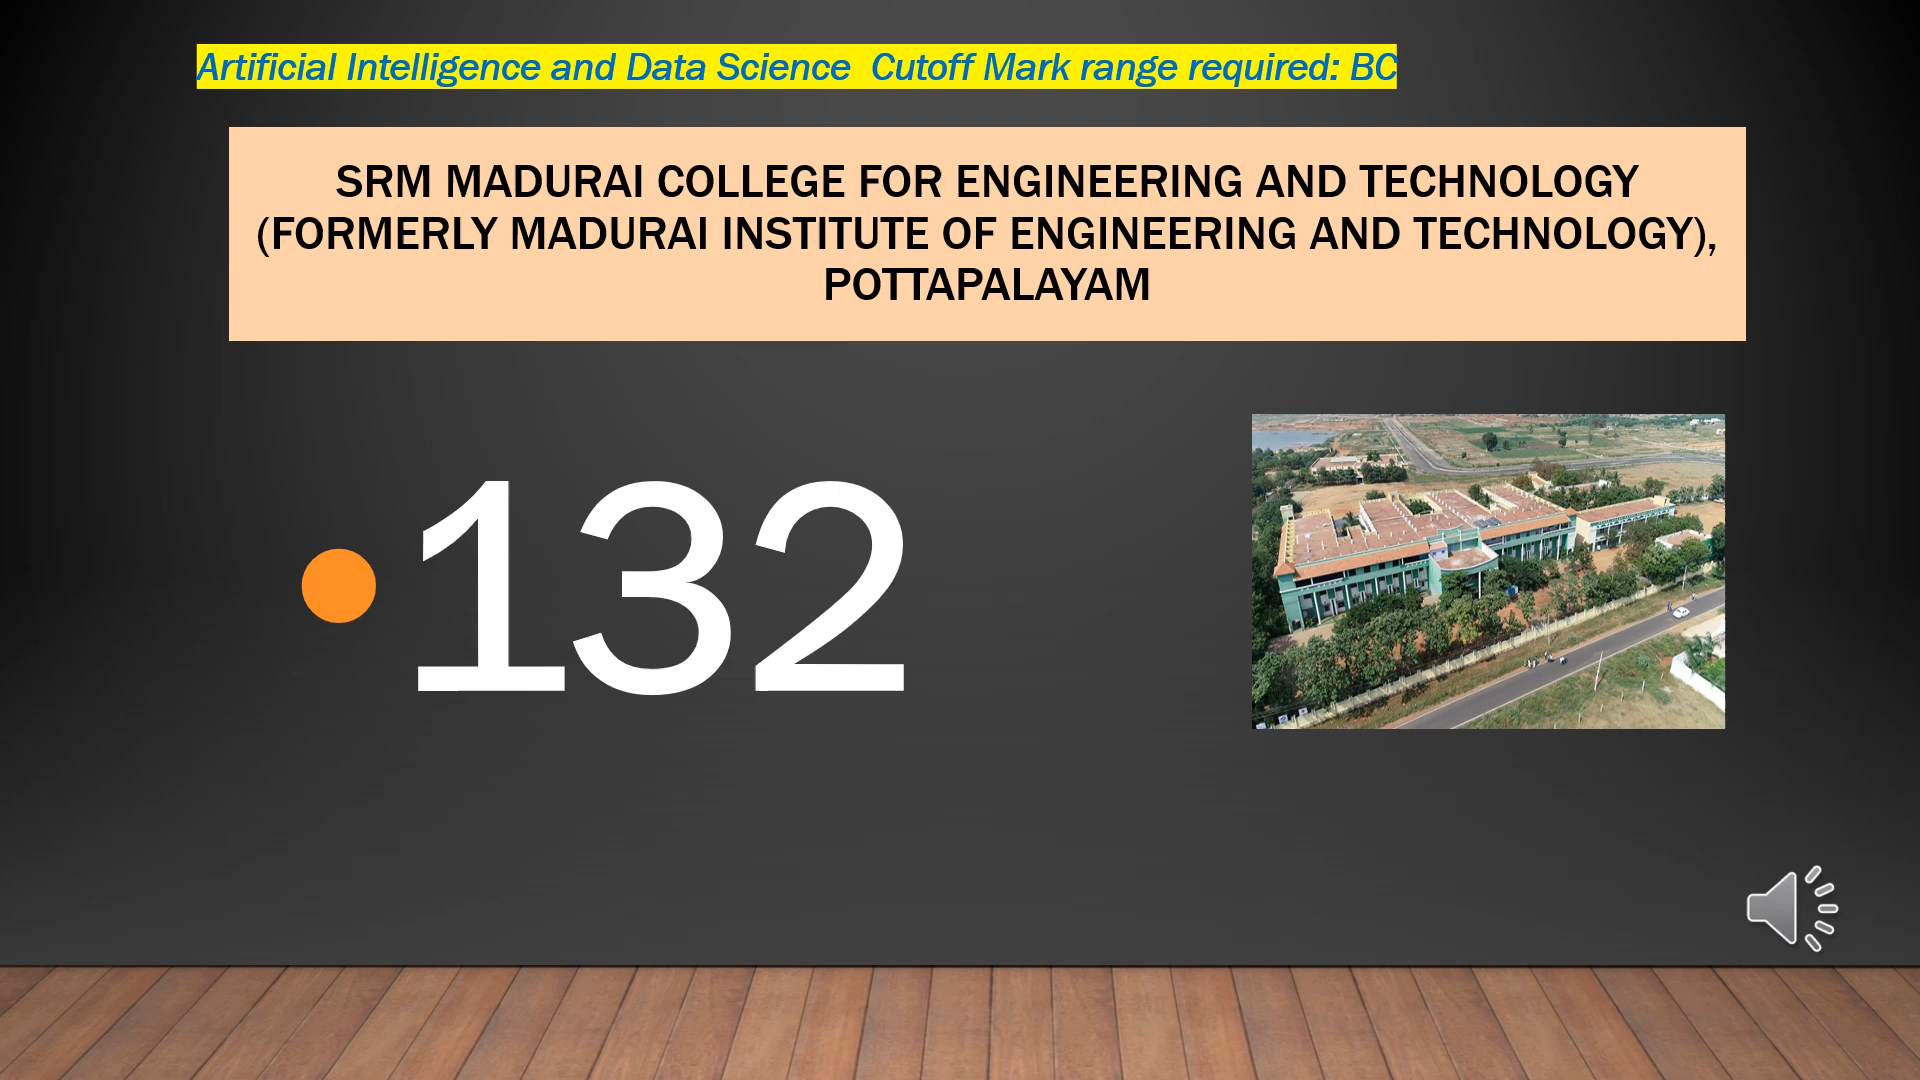 Artificial Intelligence and Data Science  Cutoff Mark range required: BC
SRM MADURAI COLLEGE FOR ENGINEERING AND TECHNOLOGY
(FORMERLY MADURAI INSTITUTE OF ENGINEERING AND TECHNOLOGY),
POTTAPALAYAM
132